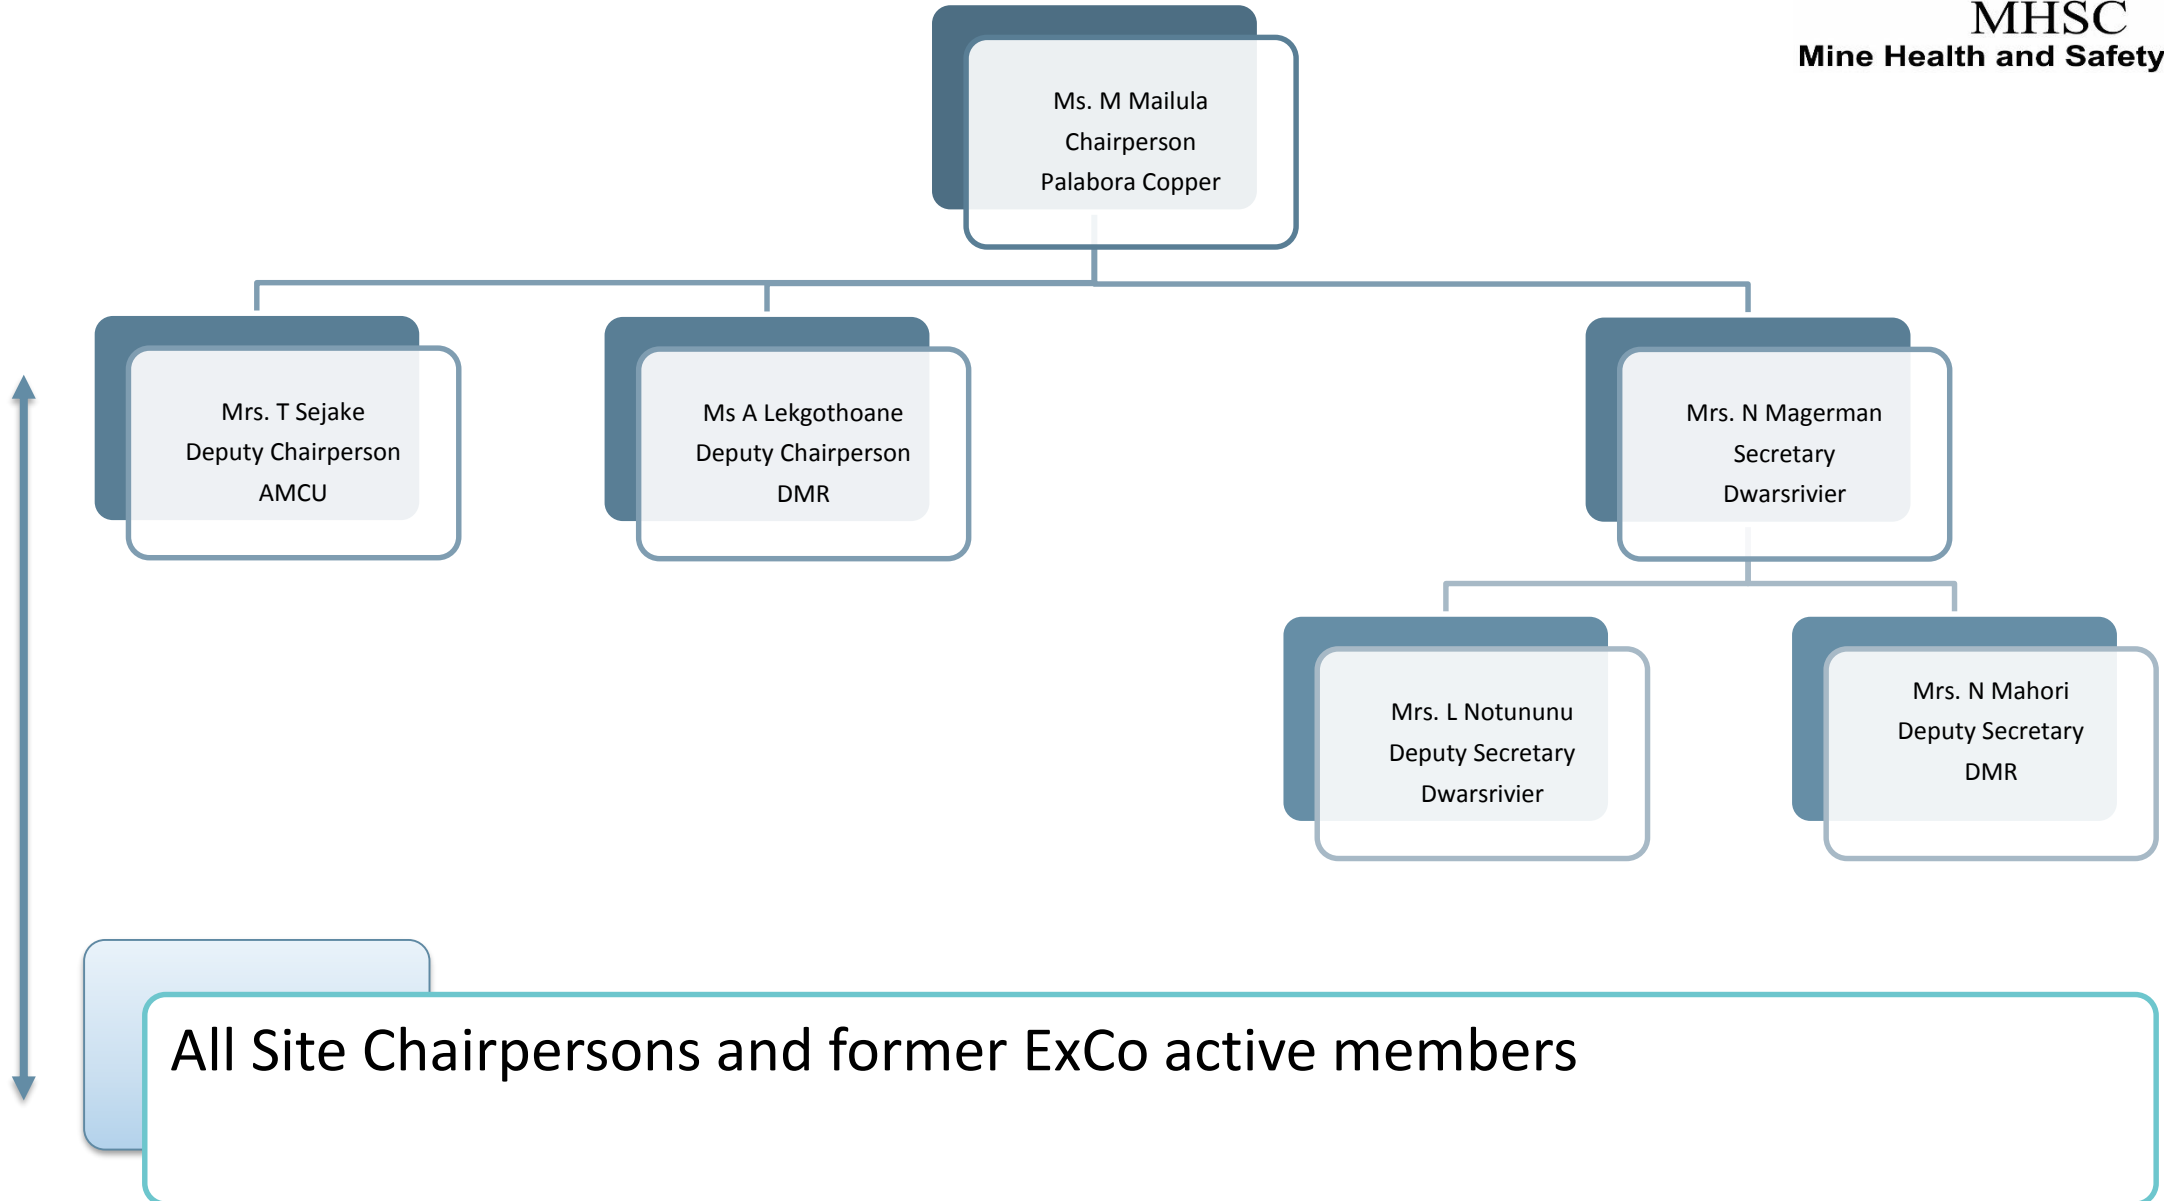 MHSC
Mine Health and Safety
Ms. M Mailula
Chairperson
Palabora Copper
Mrs. T Sejake
Deputy Chairperson
AMCU
Ms A Lekgothoane
Deputy Chairperson
DMR
Mrs. N Magerman
Secretary
Dwarsrivier
Mrs. L Notununu
Deputy Secretary
Dwarsrivier
Mrs. N Mahori
Deputy Secretary
DMR
All Site Chairpersons and former ExCo active members